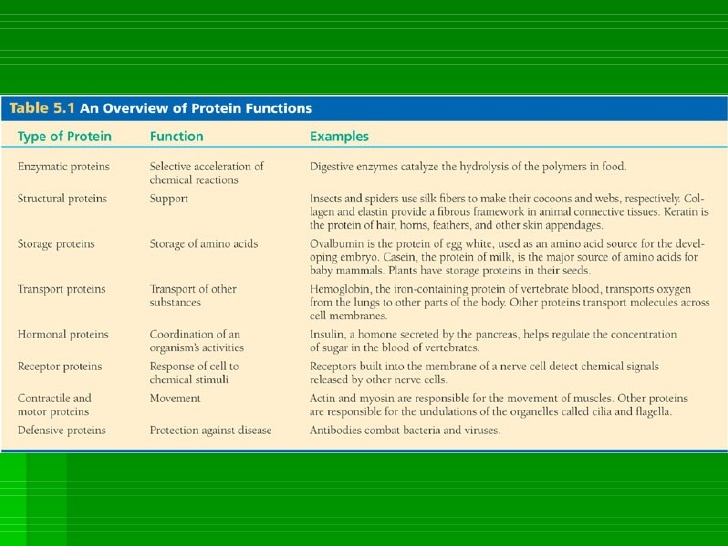 Table 5.1 An Overview of Protein Functions
Type of Protein Function Examples
Enzymatic proteins Selective acceleration of Digestive enzymes catalyze the hydrolysis of the polymers in food.
chemical reactions
Structural proteins Support Insects and spiders use silk fibers to make their cocoons and webs, respectively. Col-
lagen and elastin provide a fibrous framework in animal connective tissues. Keratin is
the protein of hair, horns, feathers, and other skin appendages.
Storage proteins Storage of amino acids Ovalbumin is the protein of egg white, used as an amino acid source for the devel-
oping embryo. Casein, the protein of milk, is the major source of amino acids for
baby mammals. Plants have storage proteins in their seeds.
Transport proteins Transport of other Hemoglobin, the iron-containing protein of vertebrate blood, transports oxygen
substances from the lungs to other parts of the body. Other proteins transport molecules across
cell membranes.
Hormonal proteins Coordination of an Insulin, a homone secreted by the pancreas, helps regulate the concentration
organism's activities of sugar in the blood of vertebrates.
Receptor proteins Response of cell to Receptors built into the membrane of a nerve cell detect chemical signals
chemical stimuli released by other nerve cells.
Contractile and Movement Actin and myosin are responsible for the movement of muscles. Other proteins
motor proteins are responsible for the undulations of the organelles called cilia and flagella.
Defensive proteins Protection against disease Antibodies combat bacteria and viruses.